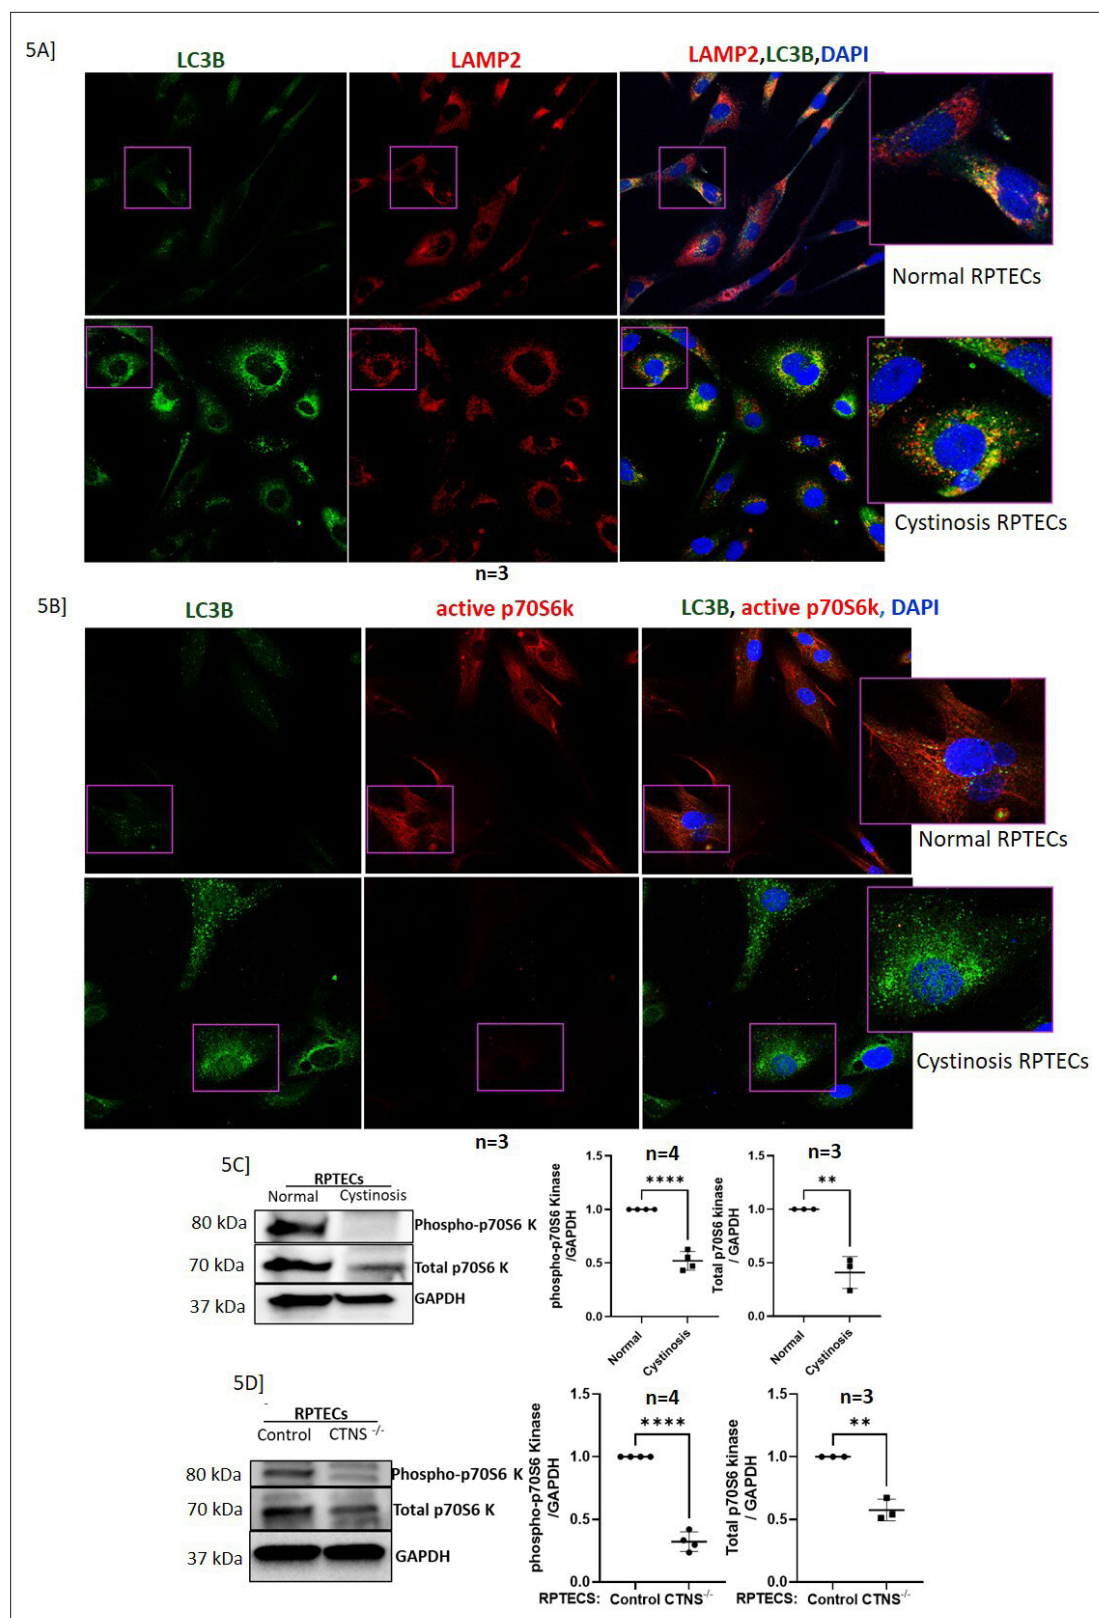 5A]
LC3B
LAMP2
LAMP2,LC3B,DAPI
Normal RPTECs
Cystinosis RPTECs
n=3
5B]
LC3B
active p70S6k
LC3B, active p70S6k, DAPI
Normal RPTECs
Cystinosis RPTECs
n=3
5C]
RPTECs
Normal Cystinosis
80 kDa Phospho-p70S6 K
70 kDa Total p70S6 K
37 kDa GAPDH
phospho-p70S6 Kinase
/GAPDH
n=4
1.5
1.0
0.5
0.0
****
Normal
Cystinosis
Total p70S6 kinase
/ GAPDH
n=3
1.5
1.0
0.5
0.0
**
Normal
Cystinosis
5D]
RPTECs
Control CTNS -/-
80 kDa Phospho-p70S6 K
70 kDa Total p70S6 K
37 kDa GAPDH
phospho-p70S6 Kinase
/GAPDH
n=4
1.5
1.0
0.5
0.0
****
RPTECS: Control CTNS-/-
Total p70S6 kinase
/ GAPDH
n=3
1.5
1.0
0.5
0.0
**
RPTECS: Control CTNS-/-